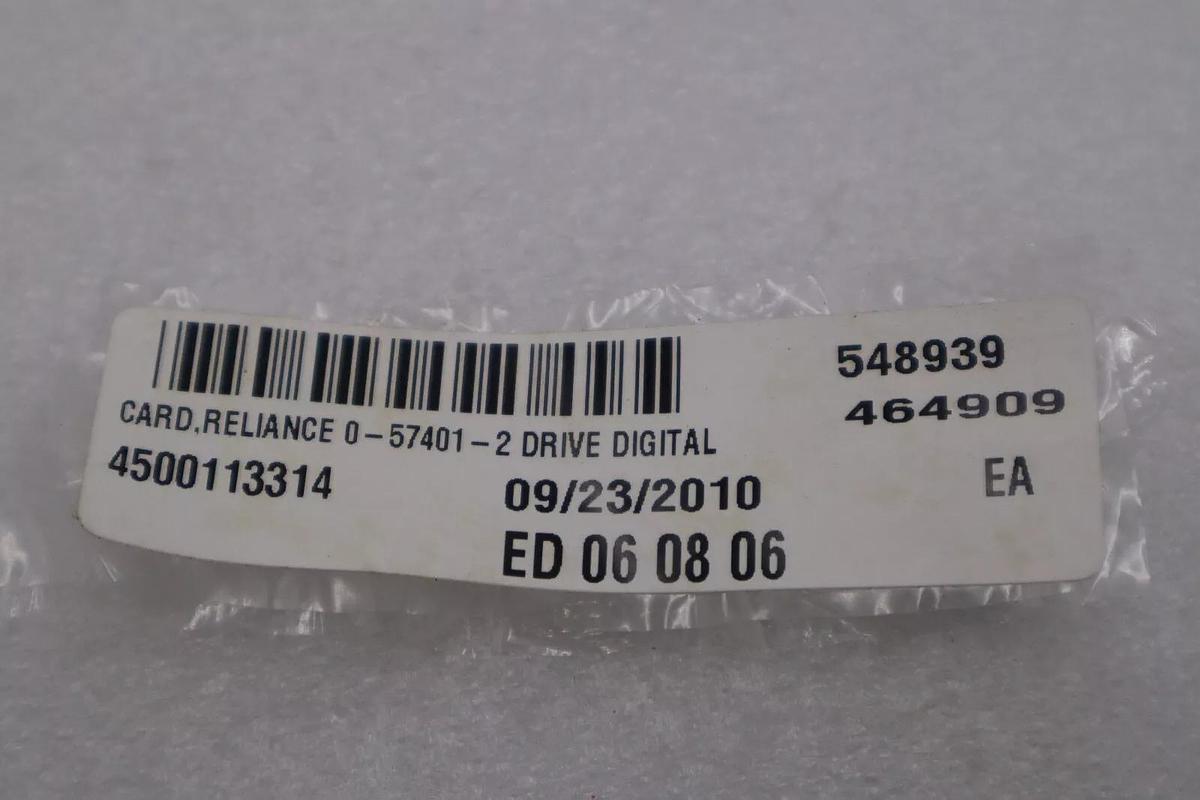 548939
464909
CARD,RELIANCE 0-57401-2 DRIVE DIGITAL
4500113314 09/23/2010 EA
ED 06 08 06